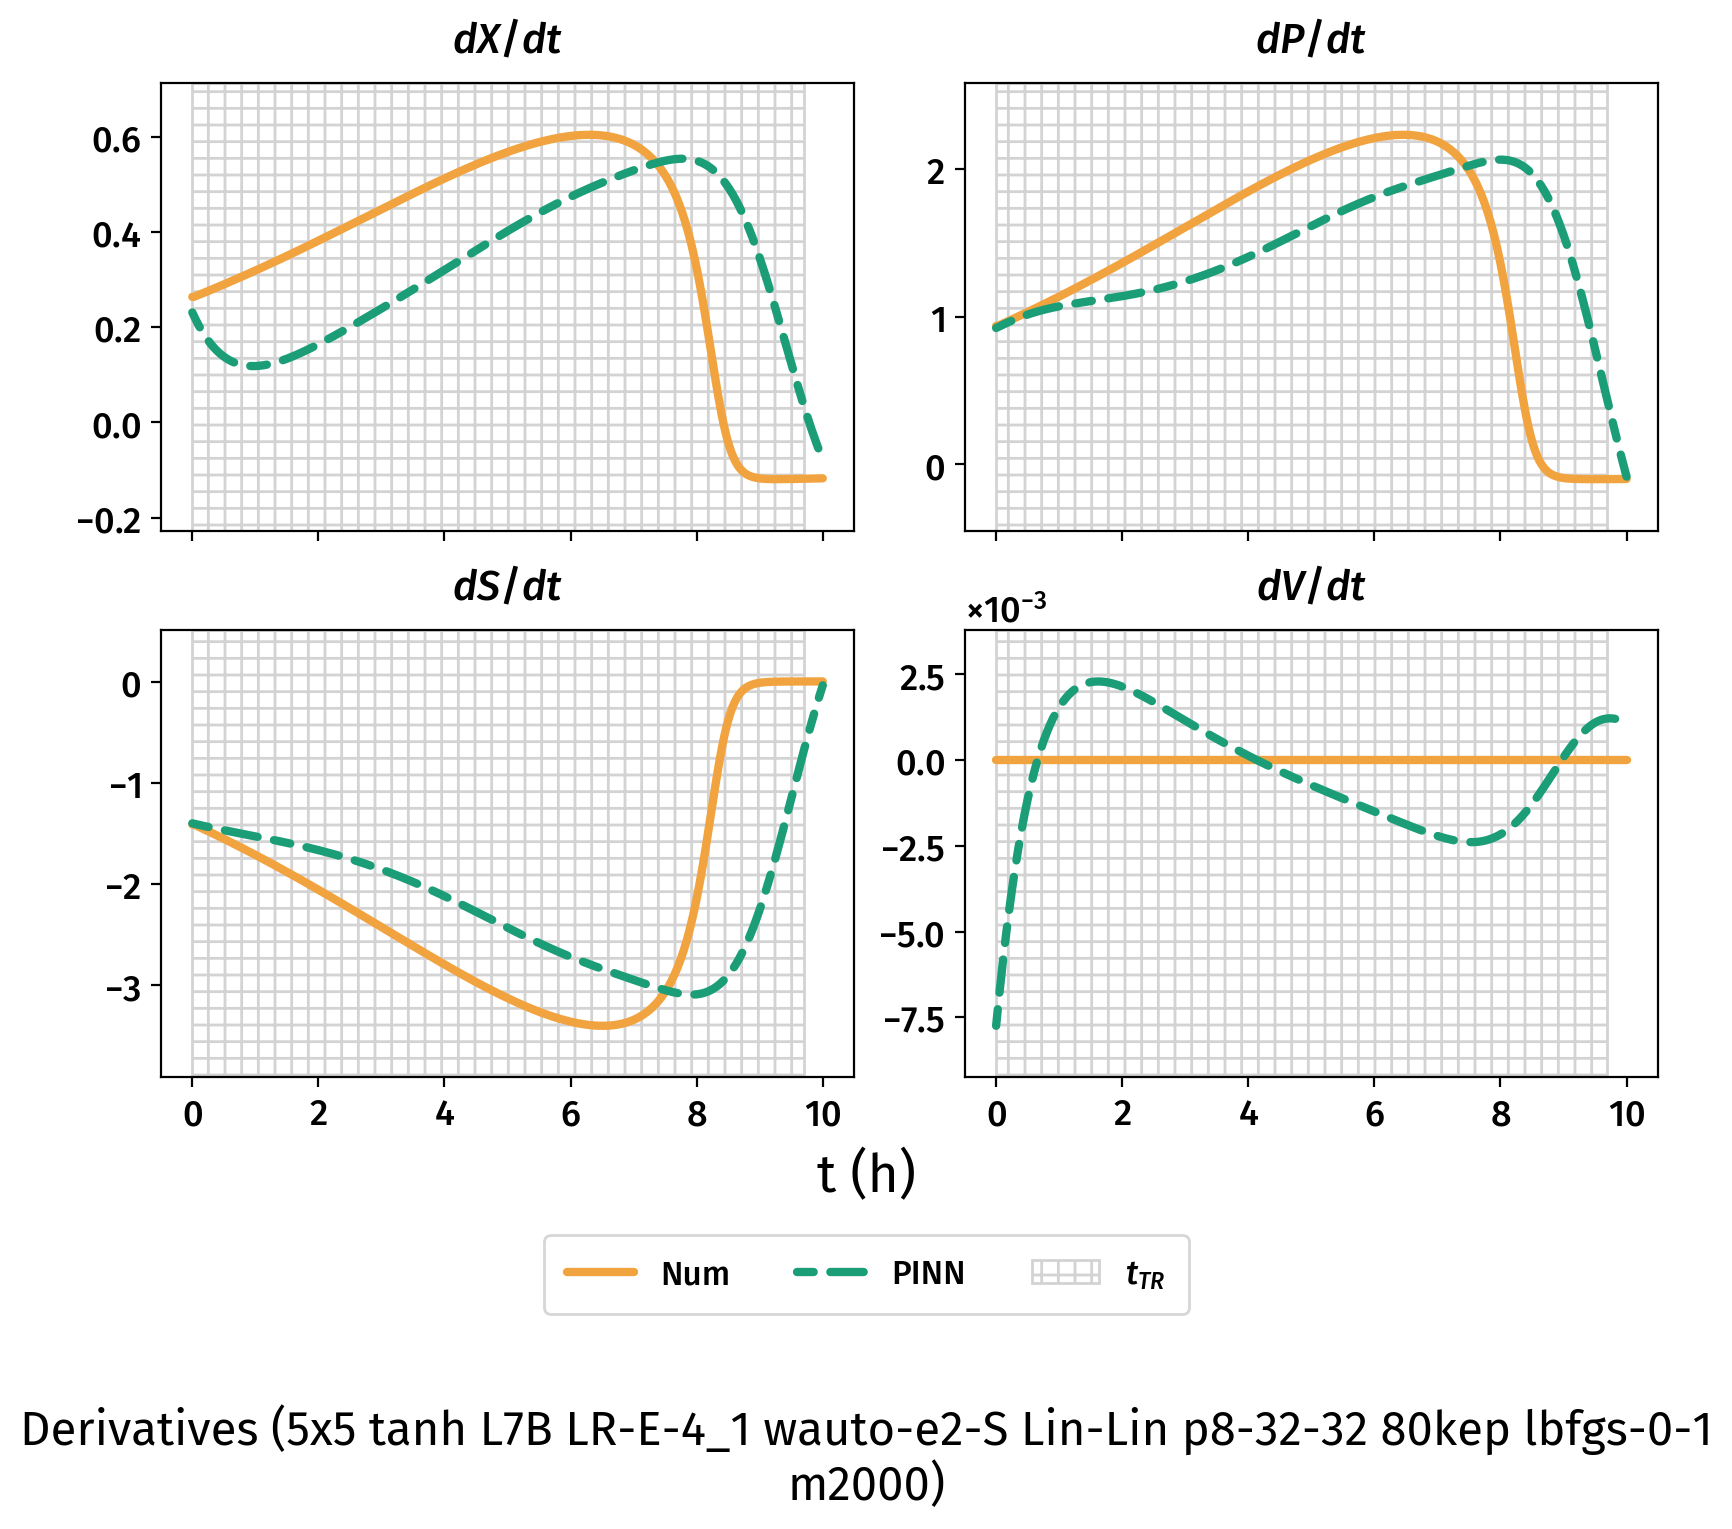 dX/dt
dP/dt
0.6
0.4
0.2
0.0
−0.2
2
1
0
dS/dt
dV/dt
×10⁻³
0
−1
−2
−3
2.5
0.0
−2.5
−5.0
−7.5
0 2 4 6 8 10
0 2 4 6 8 10
t (h)
Num PINN t_TR
Derivatives (5x5 tanh L7B LR-E-4_1 wauto-e2-S Lin-Lin p8-32-32 80kep lbfgs-0-1
m2000)